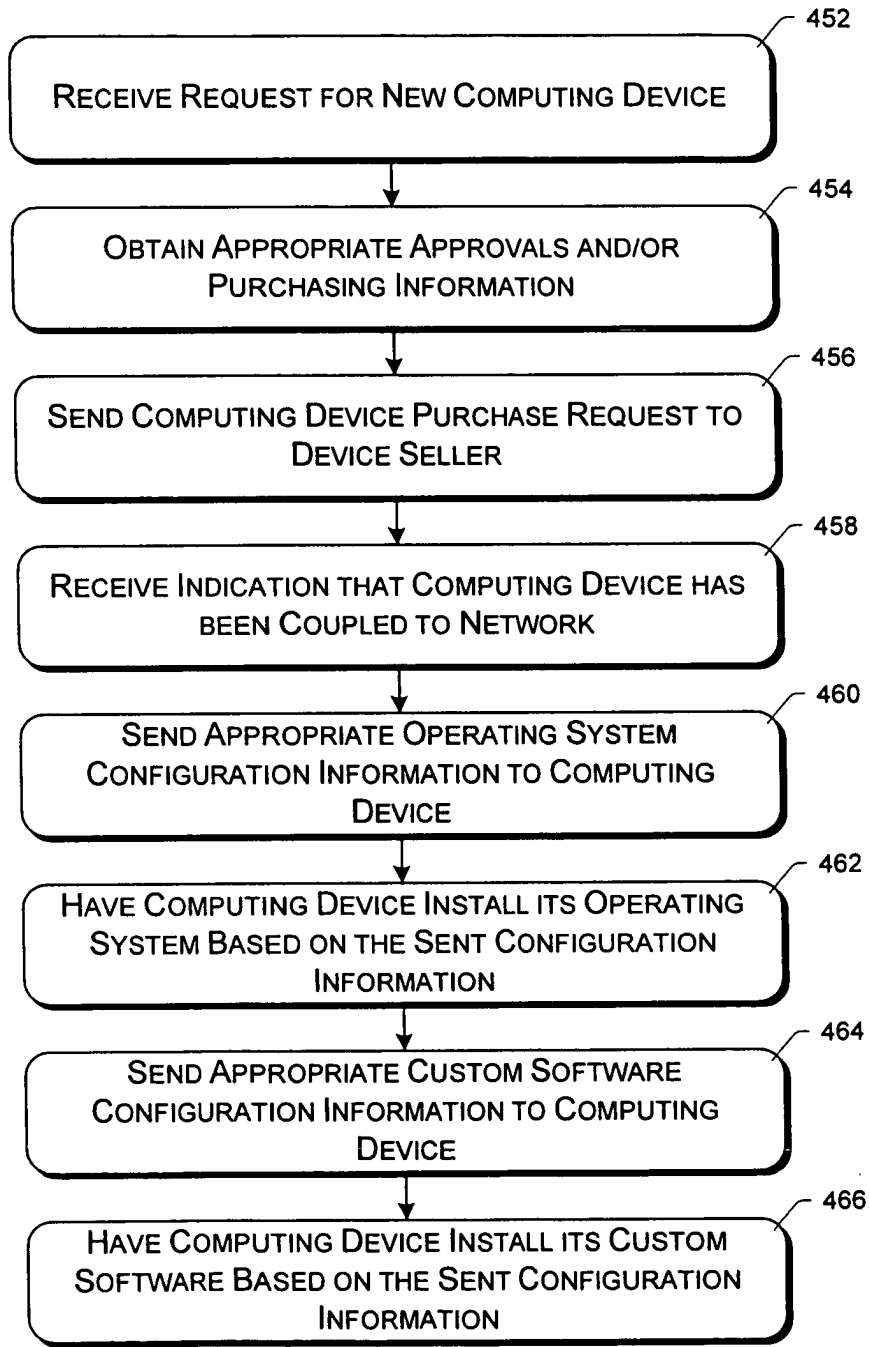 452
RECEIVE REQUEST FOR NEW COMPUTING DEVICE
454
OBTAIN APPROPRIATE APPROVALS AND/OR
PURCHASING INFORMATION
456
SEND COMPUTING DEVICE PURCHASE REQUEST TO
DEVICE SELLER
458
RECEIVE INDICATION THAT COMPUTING DEVICE HAS
BEEN COUPLED TO NETWORK
460
SEND APPROPRIATE OPERATING SYSTEM
CONFIGURATION INFORMATION TO COMPUTING
DEVICE
462
HAVE COMPUTING DEVICE INSTALL ITS OPERATING
SYSTEM BASED ON THE SENT CONFIGURATION
INFORMATION
464
SEND APPROPRIATE CUSTOM SOFTWARE
CONFIGURATION INFORMATION TO COMPUTING
DEVICE
466
HAVE COMPUTING DEVICE INSTALL ITS CUSTOM
SOFTWARE BASED ON THE SENT CONFIGURATION
INFORMATION